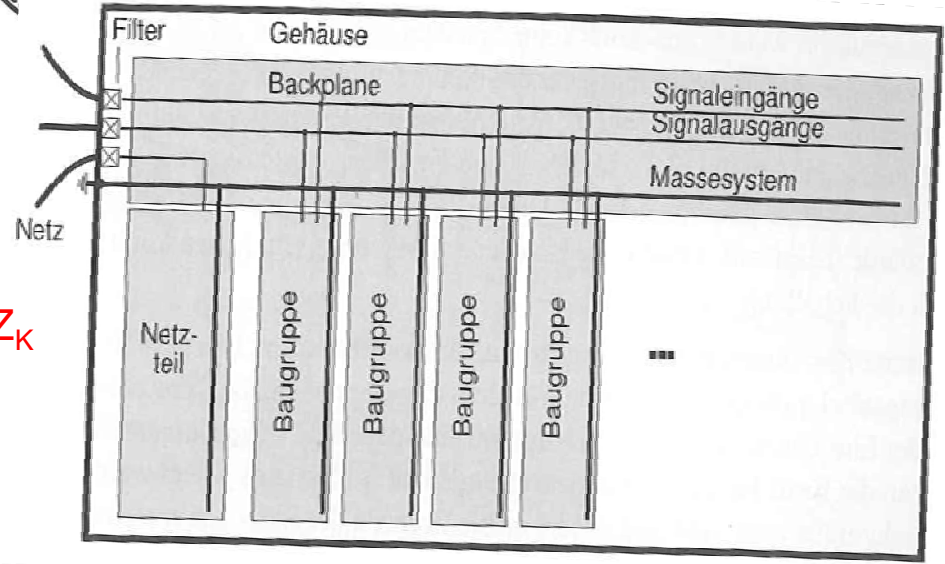 Filter
Gehäuse
Backplane
Signaleingänge
Signalausgänge
Massesystem
Netz
Z_K
Netz-
teil
Baugruppe
Baugruppe
Baugruppe
Baugruppe
...